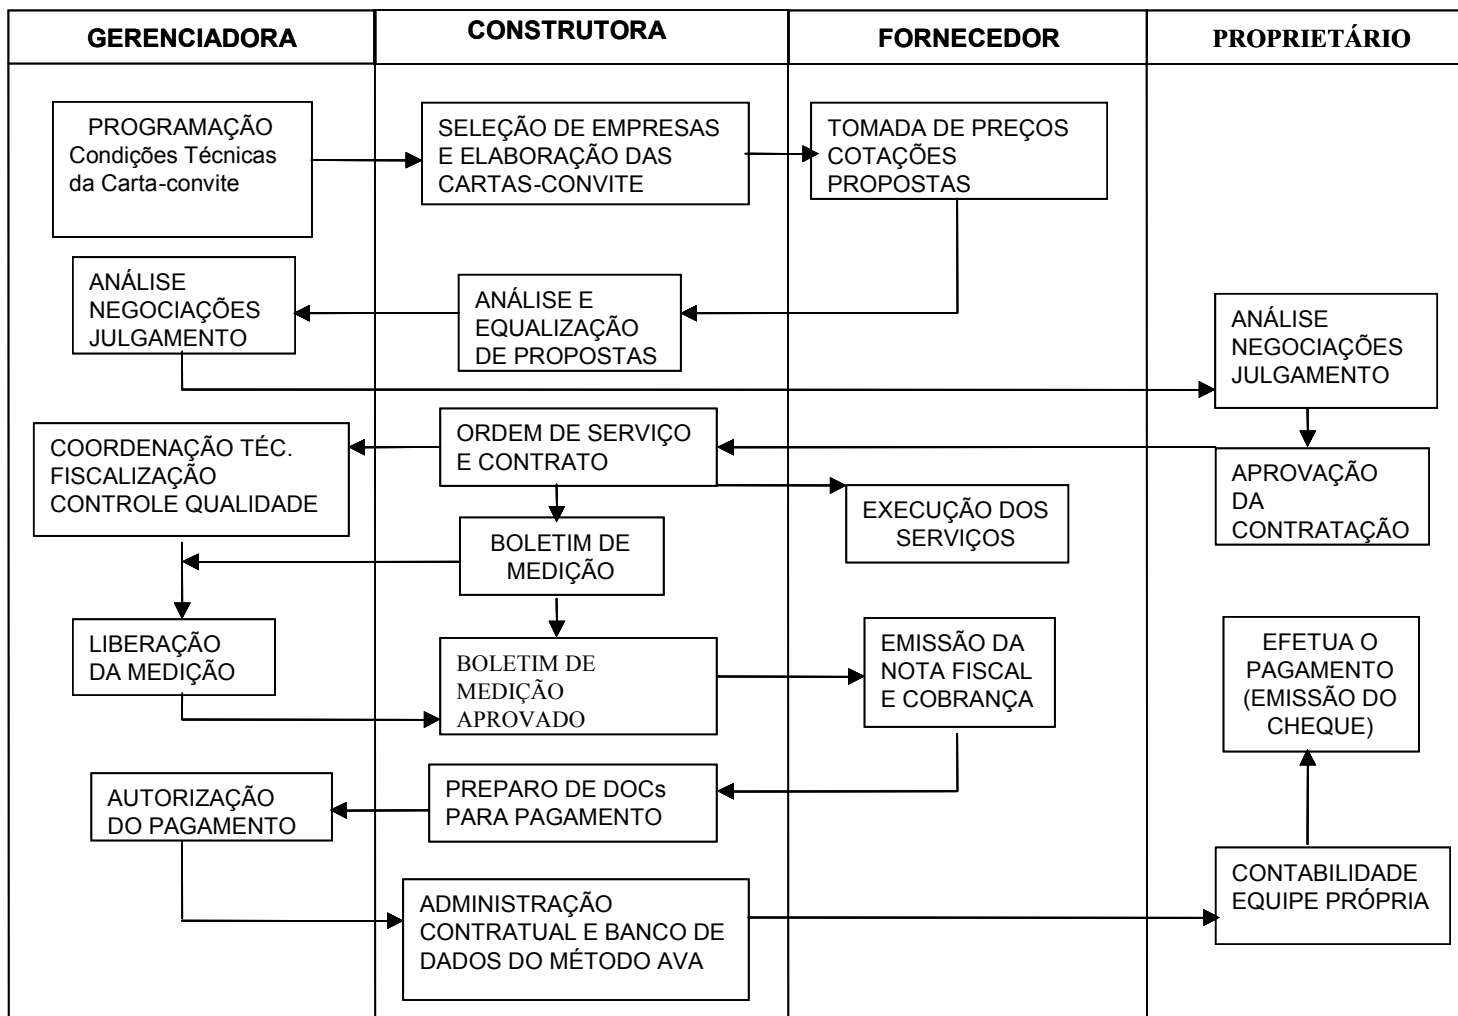 GERENCIADORA
CONSTRUTORA
FORNECEDOR
PROPRIETÁRIO
PROGRAMAÇÃO
Condições Técnicas
da Carta-convite
SELEÇÃO DE EMPRESAS
E ELABORAÇÃO DAS
CARTAS-CONVITE
TOMADA DE PREÇOS
COTAÇÕES
PROPOSTAS
ANÁLISE
NEGOCIAÇÕES
JULGAMENTO
ANÁLISE E
EQUALIZAÇÃO
DE PROPOSTAS
ANÁLISE
NEGOCIAÇÕES
JULGAMENTO
COORDENAÇÃO TÉC.
FISCALIZAÇÃO
CONTROLE QUALIDADE
ORDEM DE SERVIÇO
E CONTRATO
EXECUÇÃO DOS
SERVIÇOS
APROVAÇÃO
DA
CONTRATAÇÃO
BOLETIM DE
MEDIÇÃO
LIBERAÇÃO
DA MEDIÇÃO
BOLETIM DE
MEDIÇÃO
APROVADO
EMISSÃO DA
NOTA FISCAL
E COBRANÇA
EFETUA O
PAGAMENTO
(EMISSÃO DO
CHEQUE)
AUTORIZAÇÃO
DO PAGAMENTO
PREPARO DE DOCs
PARA PAGAMENTO
ADMINISTRAÇÃO
CONTRATUAL E BANCO DE
DADOS DO MÉTODO AVA
CONTABILIDADE
EQUIPE PRÓPRIA